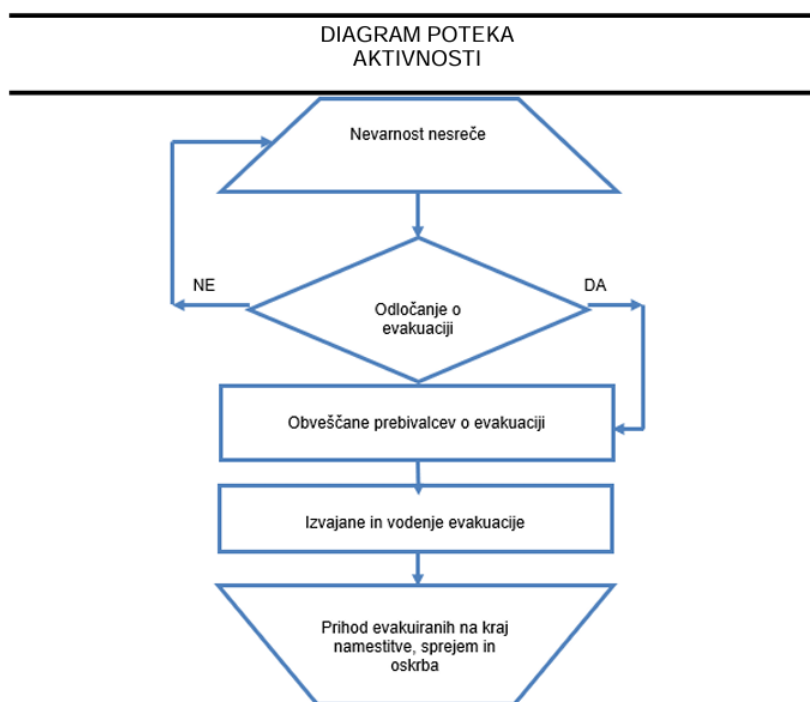 DIAGRAM POTEKA
AKTIVNOSTI
Nevarnost nesreče
NE
DA
Odločanje o
evakuaciji
Obveščane prebivalcev o evakuaciji
Izvajane in vodenje evakuacije
Prihod evakuiranih na kraj
namestitve, sprejem in
oskrba